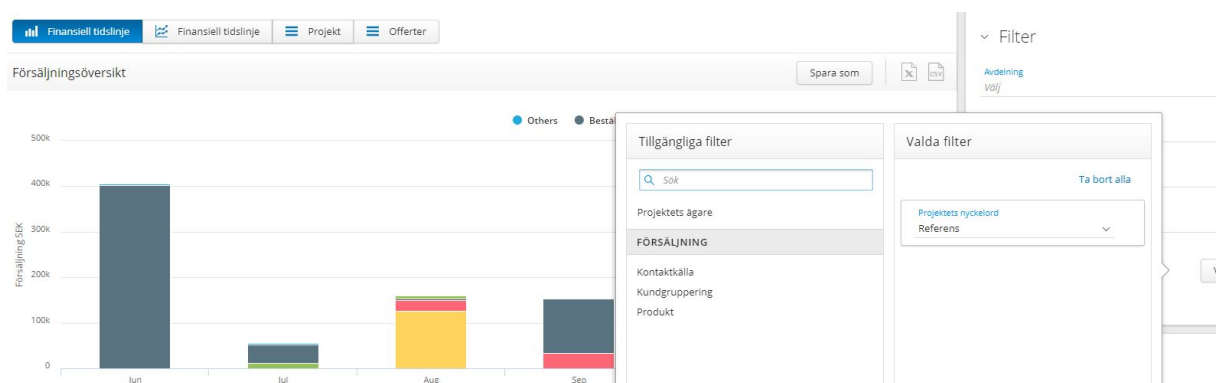 Finansiell tidslinje
Finansiell tidslinje
Projekt
Offerter
Försäljningsöversikt
Spara som
X
CSV
Filter
Avdelning
Välj
Others
500k
400k
300k
200k
100k
0
Försäljning SEK
Jun
Jul
Aug
Sep
Tillgängliga filter
Sök
Projektets ägare
FÖRSÄLJNING
Kontaktkälla
Kundgruppering
Produkt
Valda filter
Ta bort alla
Projektets nyckelord
Referens